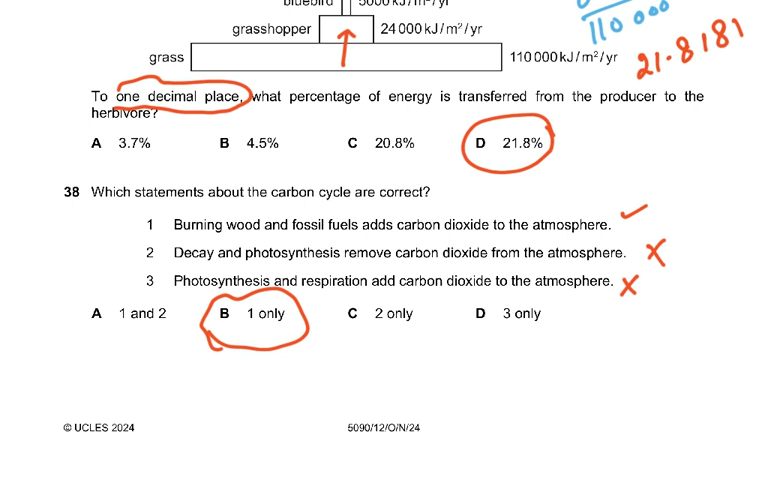 bluebird 5000 kJ/m²/yr
grasshopper 24 000 kJ/m²/yr
110 000
grass 110 000 kJ/m²/yr
21.8181
To one decimal place, what percentage of energy is transferred from the producer to the
herbivore?
A 3.7% B 4.5% C 20.8% D 21.8%
38 Which statements about the carbon cycle are correct?
1 Burning wood and fossil fuels adds carbon dioxide to the atmosphere.
2 Decay and photosynthesis remove carbon dioxide from the atmosphere.
3 Photosynthesis and respiration add carbon dioxide to the atmosphere.
A 1 and 2 B 1 only C 2 only D 3 only
© UCLES 2024 5090/12/O/N/24